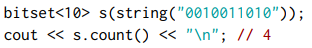 bitset<10> s(string("0010011010"));
cout << s.count() << "\n"; // 4